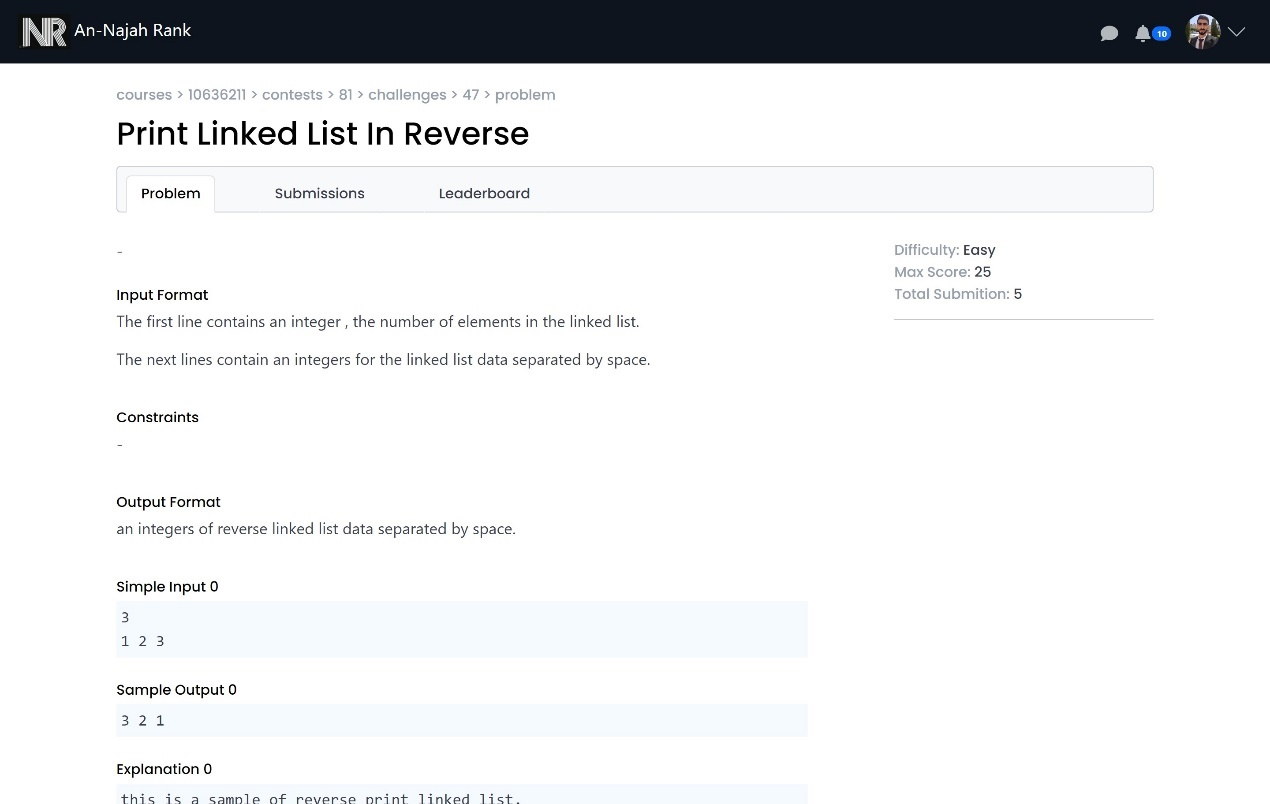 NR An-Najah Rank
10
courses > 10636211 > contests > 81 > challenges > 47 > problem
Print Linked List In Reverse
Problem Submissions Leaderboard
-
Difficulty: Easy
Max Score: 25
Total Submition: 5
Input Format
The first line contains an integer , the number of elements in the linked list.
The next lines contain an integers for the linked list data separated by space.
Constraints
-
Output Format
an integers of reverse linked list data separated by space.
Simple Input 0
3
1 2 3
Sample Output 0
3 2 1
Explanation 0
this is a sample of reverse print linked list.